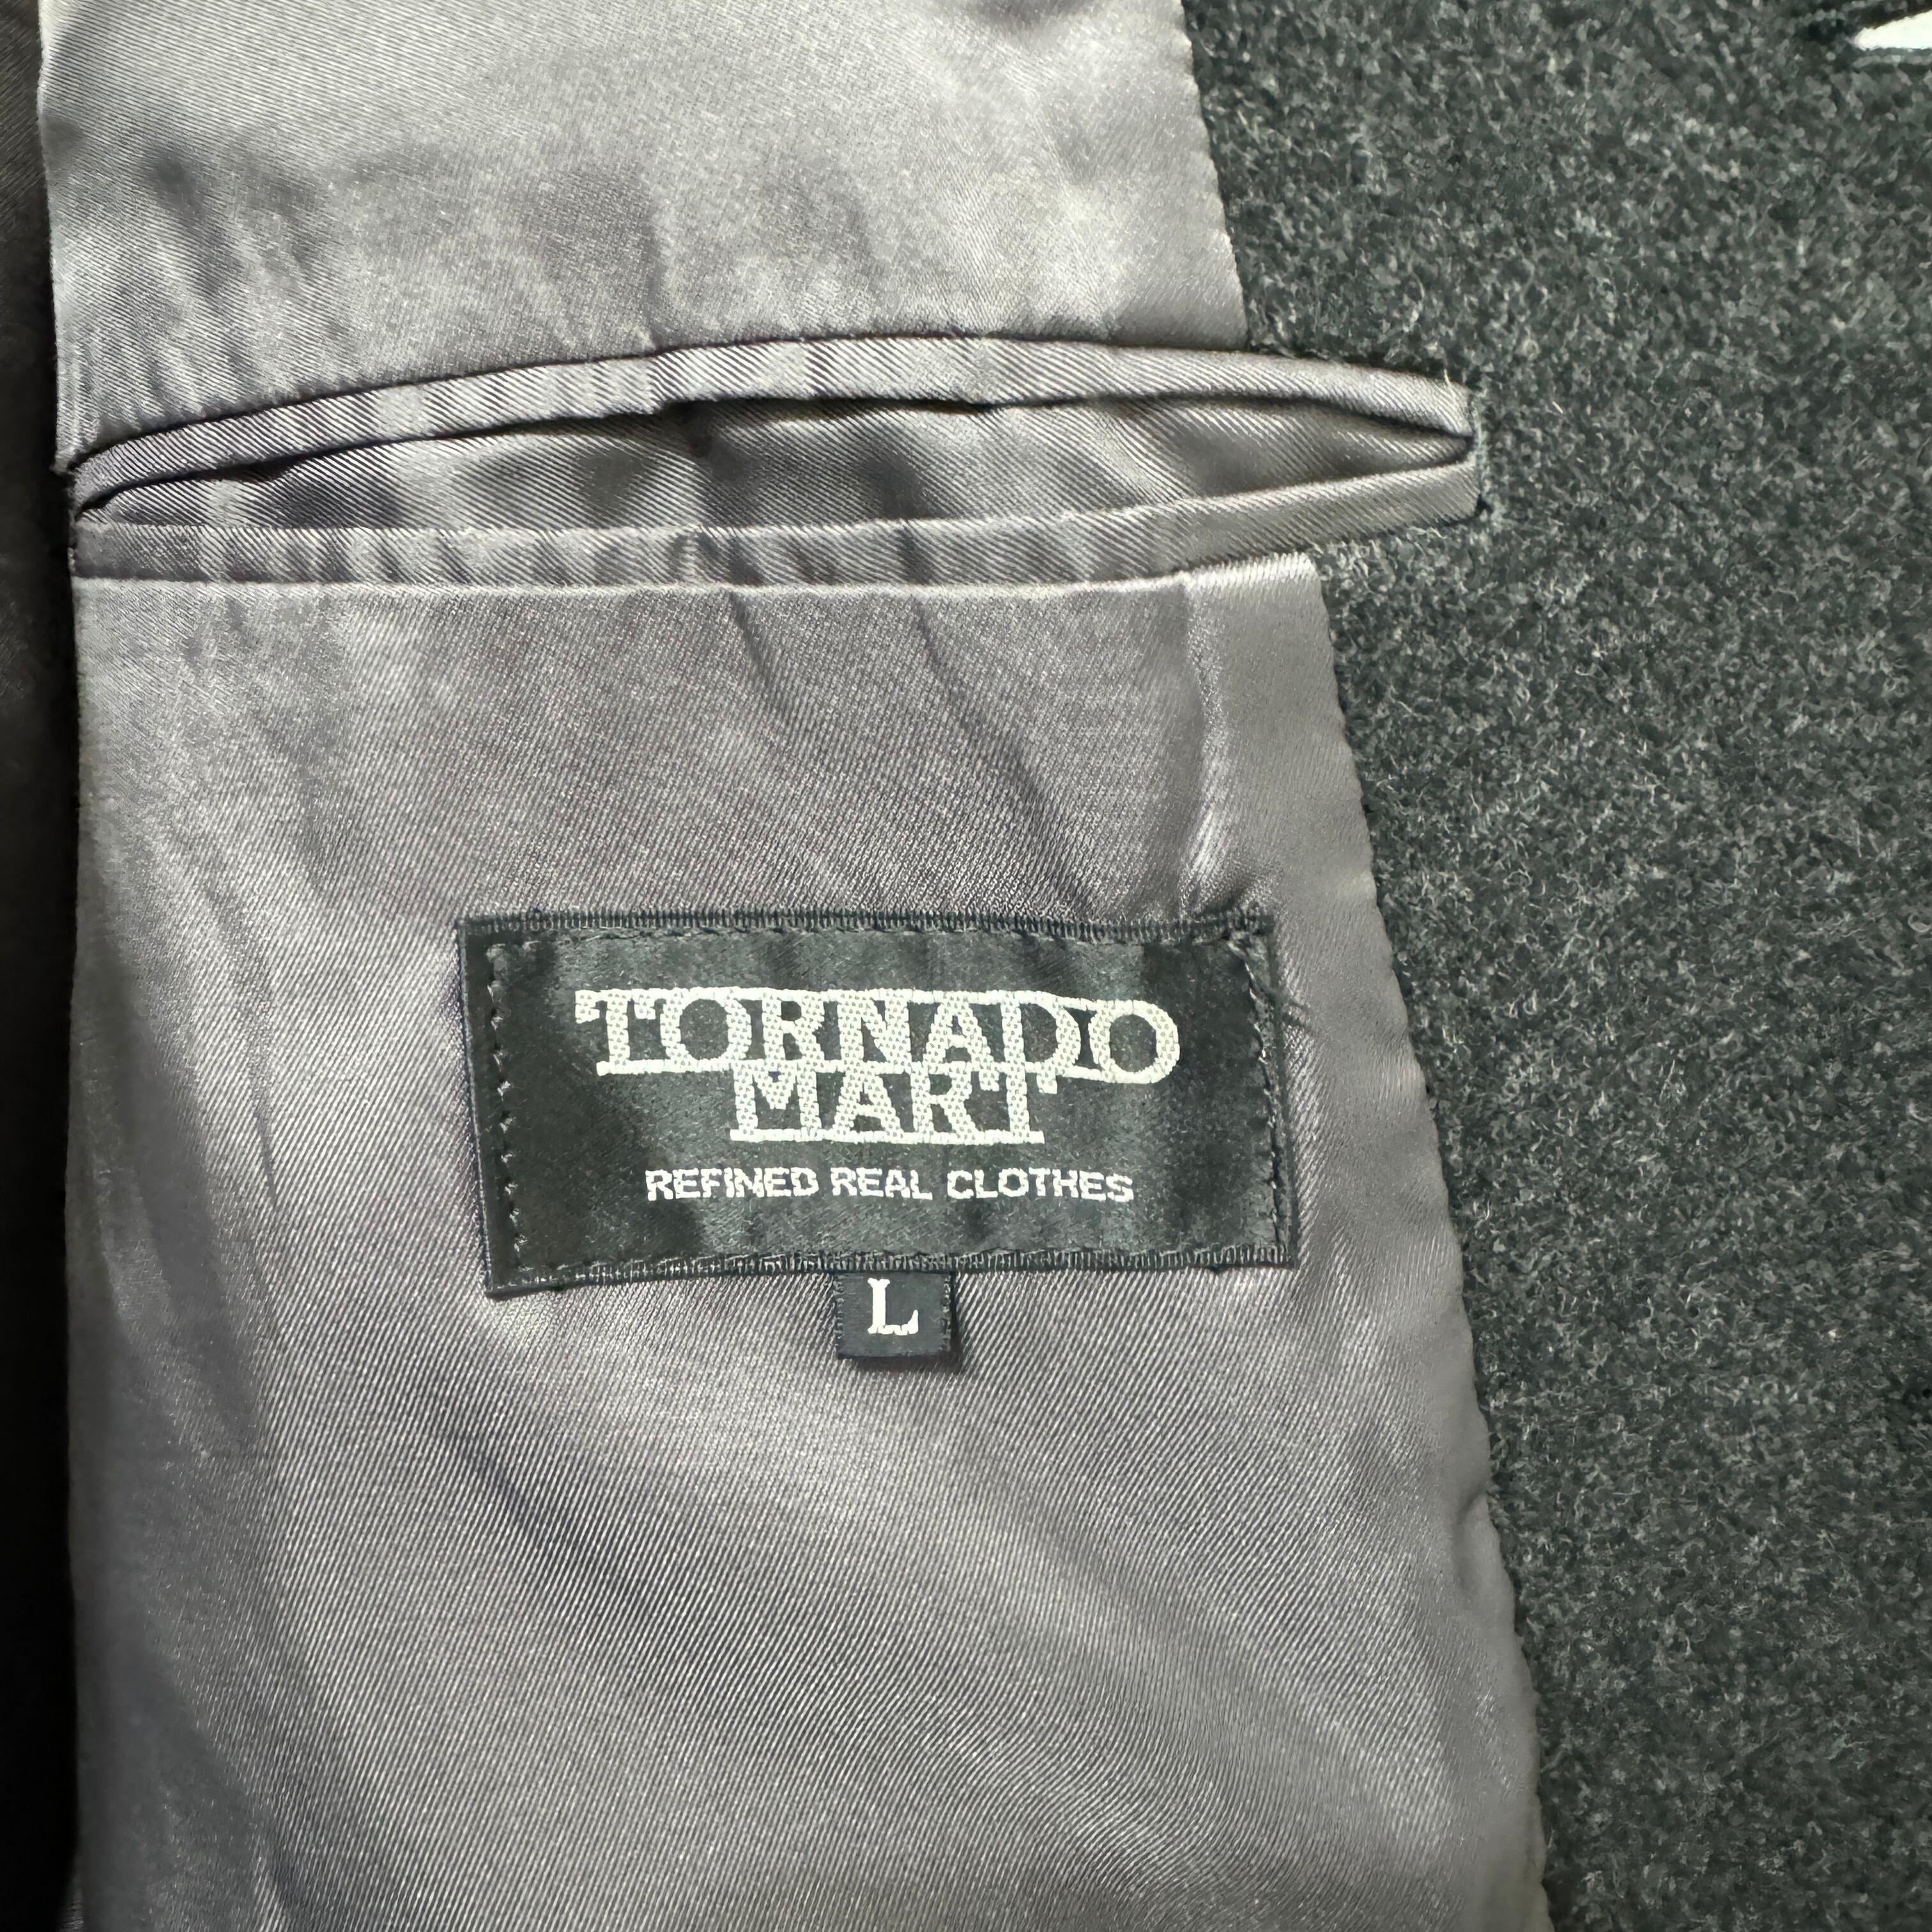 TORNADO
MART
REFINED REAL CLOTHES
L